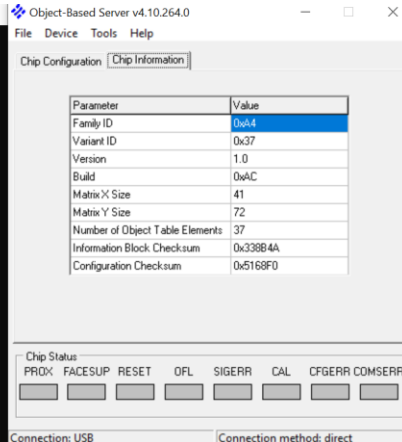 Object-Based Server v4.10.264.0
File Device Tools Help
Chip Configuration Chip Information
Parameter Value
Family ID 0xA4
Variant ID 0x37
Version 1.0
Build 0xAC
Matrix X Size 41
Matrix Y Size 72
Number of Object Table Elements 37
Information Block Checksum 0x338B4A
Configuration Checksum 0x5168F0
Chip Status
PROX FACESUP RESET OFL SIGERR CAL CFGERR COMSERR
Connection: USB Connection method: direct